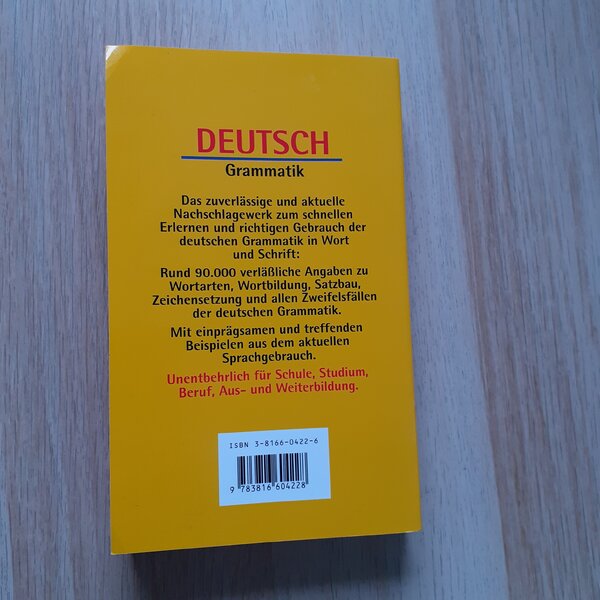 DEUTSCH
Grammatik
Das zuverlässige und aktuelle
Nachschlagewerk zum schnellen
Erlernen und richtigen Gebrauch der
deutschen Grammatik in Wort
und Schrift:
Rund 90.000 verläßliche Angaben zu
Wortarten, Wortbildung, Satzbau,
Zeichensetzung und allen Zweifelsfällen
der deutschen Grammatik.
Mit einprägsamen und treffenden
Beispielen aus dem aktuellen
Sprachgebrauch.
Unentbehrlich für Schule, Studium,
Beruf, Aus- und Weiterbildung.
ISBN 3-8166-0422-6
9 783816 604228